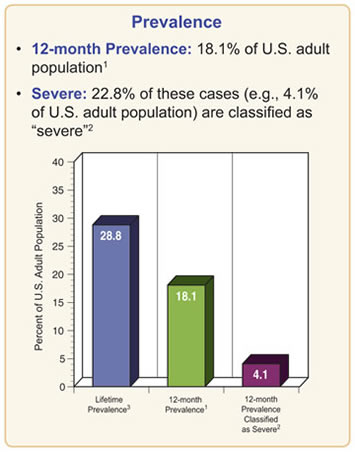 Prevalence
• 12-month Prevalence: 18.1% of U.S. adult
population¹
• Severe: 22.8% of these cases (e.g., 4.1%
of U.S. adult population) are classified as
“severe”²
Percent of U.S. Adult Population
40
35
30
25
20
15
10
5
0
28.8
18.1
4.1
Lifetime
Prevalence³
12-month
Prevalence¹
12-month
Prevalence
Classified
as Severe²